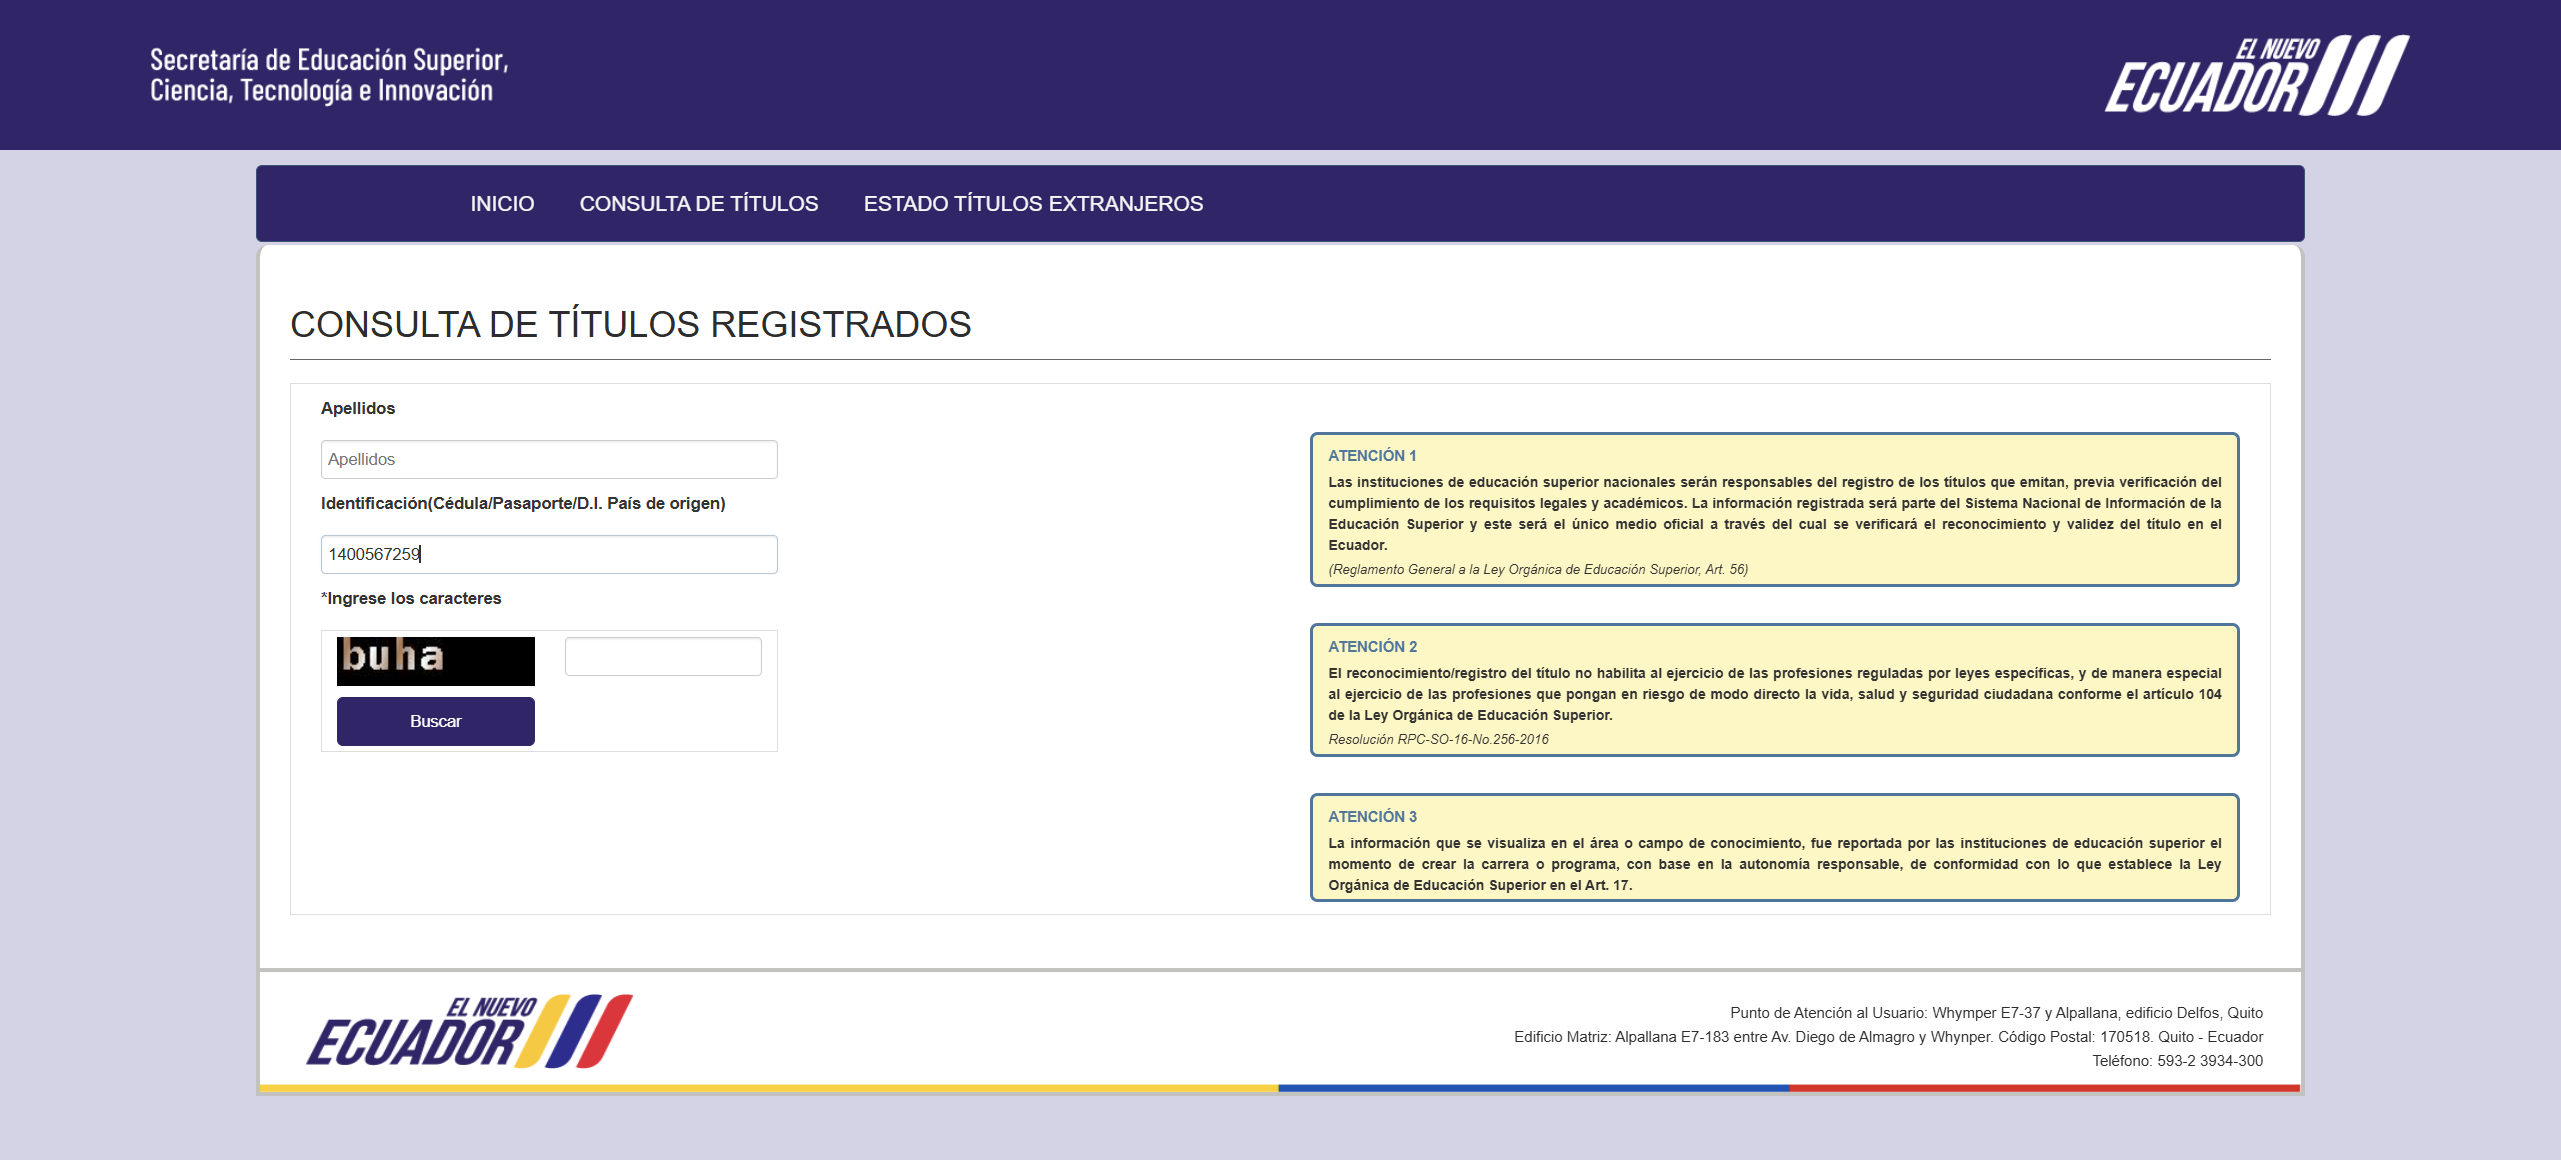 Secretaría de Educación Superior,
Ciencia, Tecnología e Innovación
EL NUEVO
ECUADOR
INICIO CONSULTA DE TÍTULOS ESTADO TÍTULOS EXTRANJEROS
CONSULTA DE TÍTULOS REGISTRADOS
Apellidos
Apellidos
Identificación(Cédula/Pasaporte/D.I. País de origen)
1400567259
*Ingrese los caracteres
buha
Buscar
ATENCIÓN 1
Las instituciones de educación superior nacionales serán responsables del registro de los títulos que emitan, previa verificación del
cumplimiento de los requisitos legales y académicos. La información registrada será parte del Sistema Nacional de Información de la
Educación Superior y este será el único medio oficial a través del cual se verificará el reconocimiento y validez del título en el
Ecuador.
(Reglamento General a la Ley Orgánica de Educación Superior, Art. 56)
ATENCIÓN 2
El reconocimiento/registro del título no habilita al ejercicio de las profesiones reguladas por leyes específicas, y de manera especial
al ejercicio de las profesiones que pongan en riesgo de modo directo la vida, salud y seguridad ciudadana conforme el artículo 104
de la Ley Orgánica de Educación Superior.
Resolución RPC-SO-16-No.256-2016
ATENCIÓN 3
La información que se visualiza en el área o campo de conocimiento, fue reportada por las instituciones de educación superior el
momento de crear la carrera o programa, con base en la autonomía responsable, de conformidad con lo que establece la Ley
Orgánica de Educación Superior en el Art. 17.
EL NUEVO
ECUADOR
Punto de Atención al Usuario: Whymper E7-37 y Alpallana, edificio Delfos, Quito
Edificio Matriz: Alpallana E7-183 entre Av. Diego de Almagro y Whynper. Código Postal: 170518. Quito - Ecuador
Teléfono: 593-2 3934-300